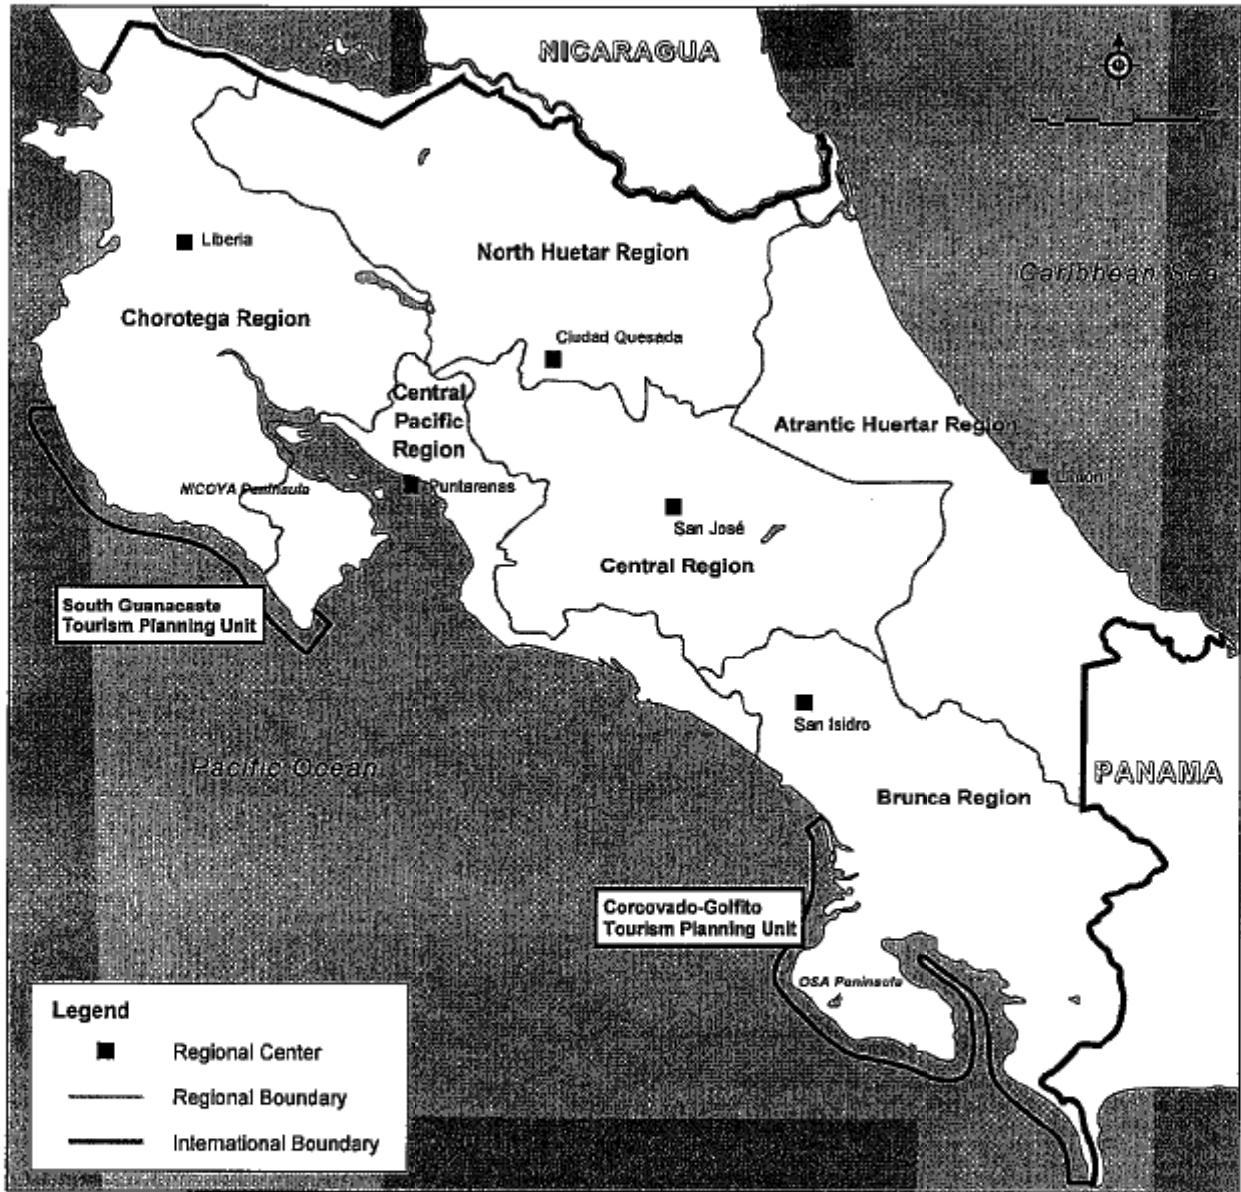 NICARAGUA
Liberia
North Huetar Region
Caribbean Sea
Chorotega Region
Ciudad Quesada
Central
Pacific
Region
Atrantic Huertar Region
NICOYA Peninsula
Puntarenas
Limón
San José
Central Region
South Guanacaste
Tourism Planning Unit
San Isidro
Pacific Ocean
PANAMA
Brunca Region
Corcovado-Golfito
Tourism Planning Unit
OSA Peninsula
Legend
Regional Center
Regional Boundary
International Boundary